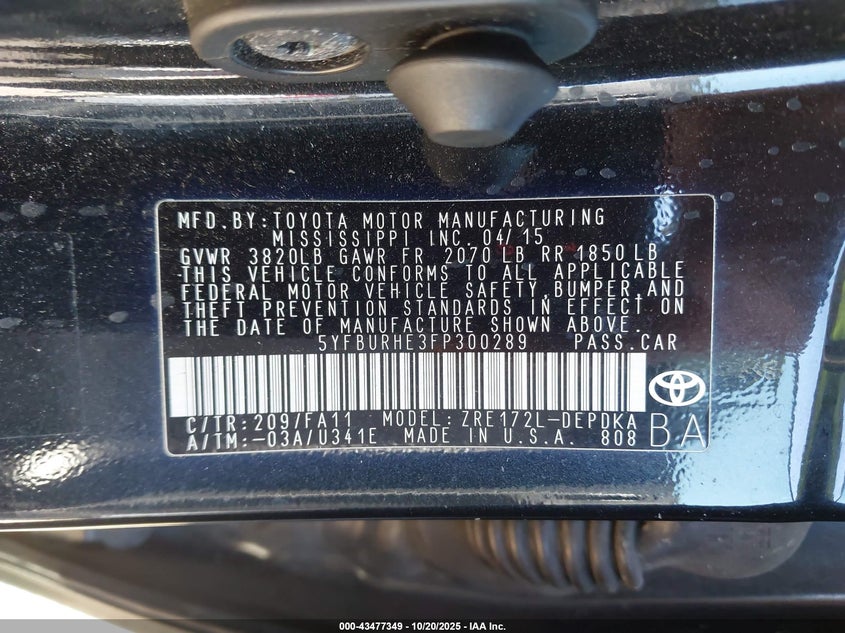 MFD.BY:TOYOTA MOTOR MANUFACTURING
MISSISSIPPI INC. 04/15
GVWR 3820LB GAWR FR 2070 LB RR 1850 LB
THIS VEHICLE CONFORMS TO ALL APPLICABLE
FEDERAL MOTOR VEHICLE SAFETY, BUMPER, AND
THEFT PREVENTION STANDARDS IN EFFECT ON
THE DATE OF MANUFACTURE SHOWN ABOVE.
5YFBURHE3FP300289 PASS.CAR
C/TR:209/FA11 MODEL:ZRE172L-DEPDKA
A/TM:-03A/U341E MADE IN U.S.A. 808 BA
000-43477349 - 10/20/2025 - IAA Inc.